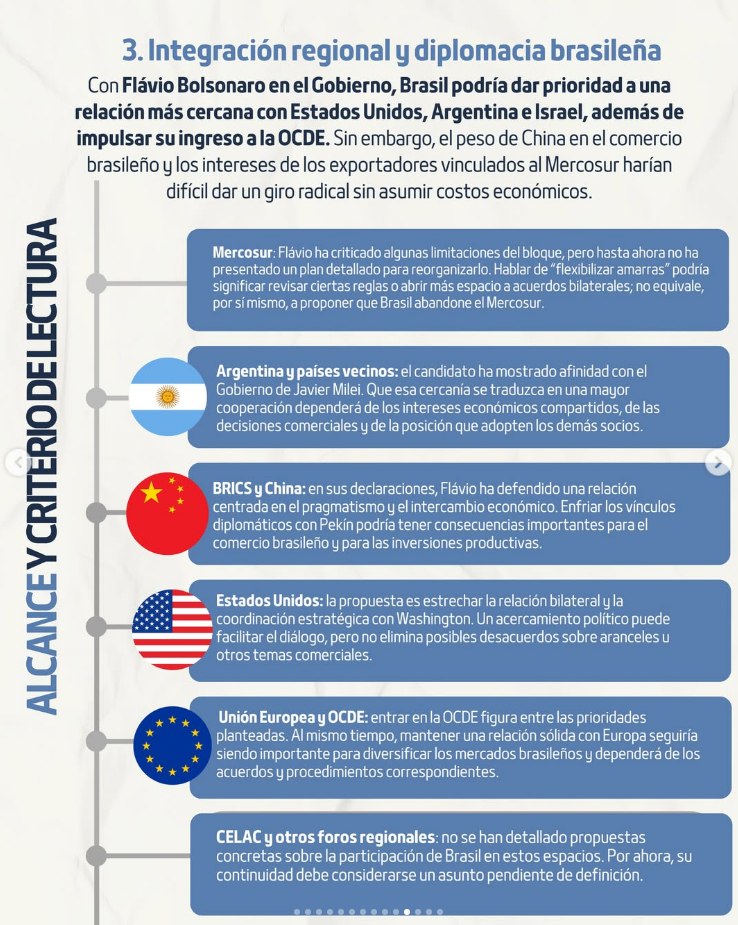 3. Integración regional y diplomacia brasileña
Con Flávio Bolsonaro en el Gobierno, Brasil podría dar prioridad a una
relación más cercana con Estados Unidos, Argentina e Israel, además de
impulsar su ingreso a la OCDE. Sin embargo, el peso de China en el comercio
brasileño y los intereses de los exportadores vinculados al Mercosur harían
difícil dar un giro radical sin asumir costos económicos.
ALCANCE Y CRITERIO DE LECTURA
Mercosur: Flávio ha criticado algunas limitaciones del bloque, pero hasta ahora no ha
presentado un plan detallado para reorganizarlo. Hablar de “flexibilizar amarras” podría
significar revisar ciertas reglas o abrir más espacio a acuerdos bilaterales; no equivale,
por sí mismo, a proponer que Brasil abandone el Mercosur.
Argentina y países vecinos: el candidato ha mostrado afinidad con el
Gobierno de Javier Milei. Que esa cercanía se traduzca en una mayor
cooperación dependerá de los intereses económicos compartidos, de las
decisiones comerciales y de la posición que adopten los demás socios.
BRICS y China: en sus declaraciones, Flávio ha defendido una relación
centrada en el pragmatismo y el intercambio económico. Enfriar los vínculos
diplomáticos con Pekín podría tener consecuencias importantes para el
comercio brasileño y para las inversiones productivas.
Estados Unidos: la propuesta es estrechar la relación bilateral y la
coordinación estratégica con Washington. Un acercamiento político puede
facilitar el diálogo, pero no elimina posibles desacuerdos sobre aranceles u
otros temas comerciales.
Unión Europea y OCDE: entrar en la OCDE figura entre las prioridades
planteadas. Al mismo tiempo, mantener una relación sólida con Europa seguiría
siendo importante para diversificar los mercados brasileños y dependerá de los
acuerdos y procedimientos correspondientes.
CELAC y otros foros regionales: no se han detallado propuestas
concretas sobre la participación de Brasil en estos espacios. Por ahora, su
continuidad debe considerarse un asunto pendiente de definición.